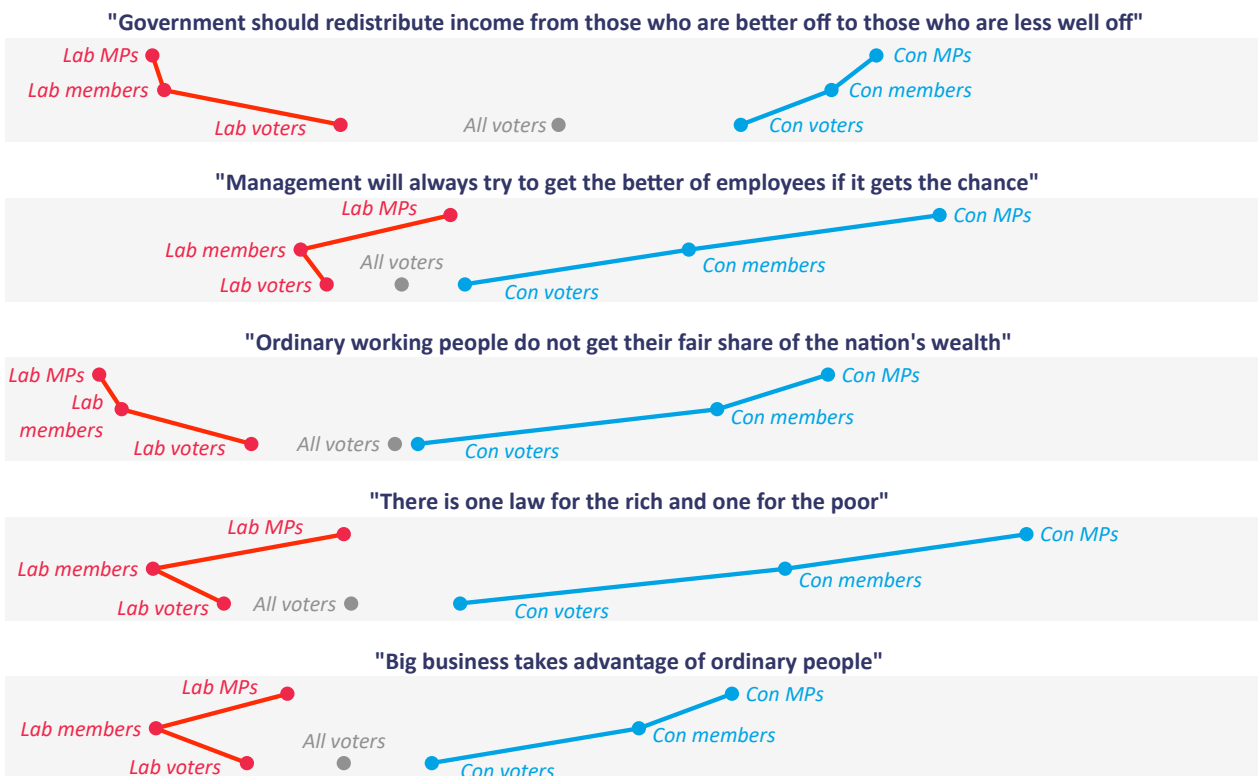 "Government should redistribute income from those who are better off to those who are less well off"
Lab MPs
Con MPs
Lab members
Con members
Lab voters
All voters
Con voters
"Management will always try to get the better of employees if it gets the chance"
Lab MPs
Con MPs
Lab members
All voters
Con members
Lab voters
Con voters
"Ordinary working people do not get their fair share of the nation's wealth"
Lab MPs
Con MPs
Lab
members
Con members
Lab voters
All voters
Con voters
"There is one law for the rich and one for the poor"
Lab MPs
Con MPs
Lab members
Con members
Lab voters
All voters
Con voters
"Big business takes advantage of ordinary people"
Lab MPs
Con MPs
Lab members
Con members
All voters
Lab voters
Con voters